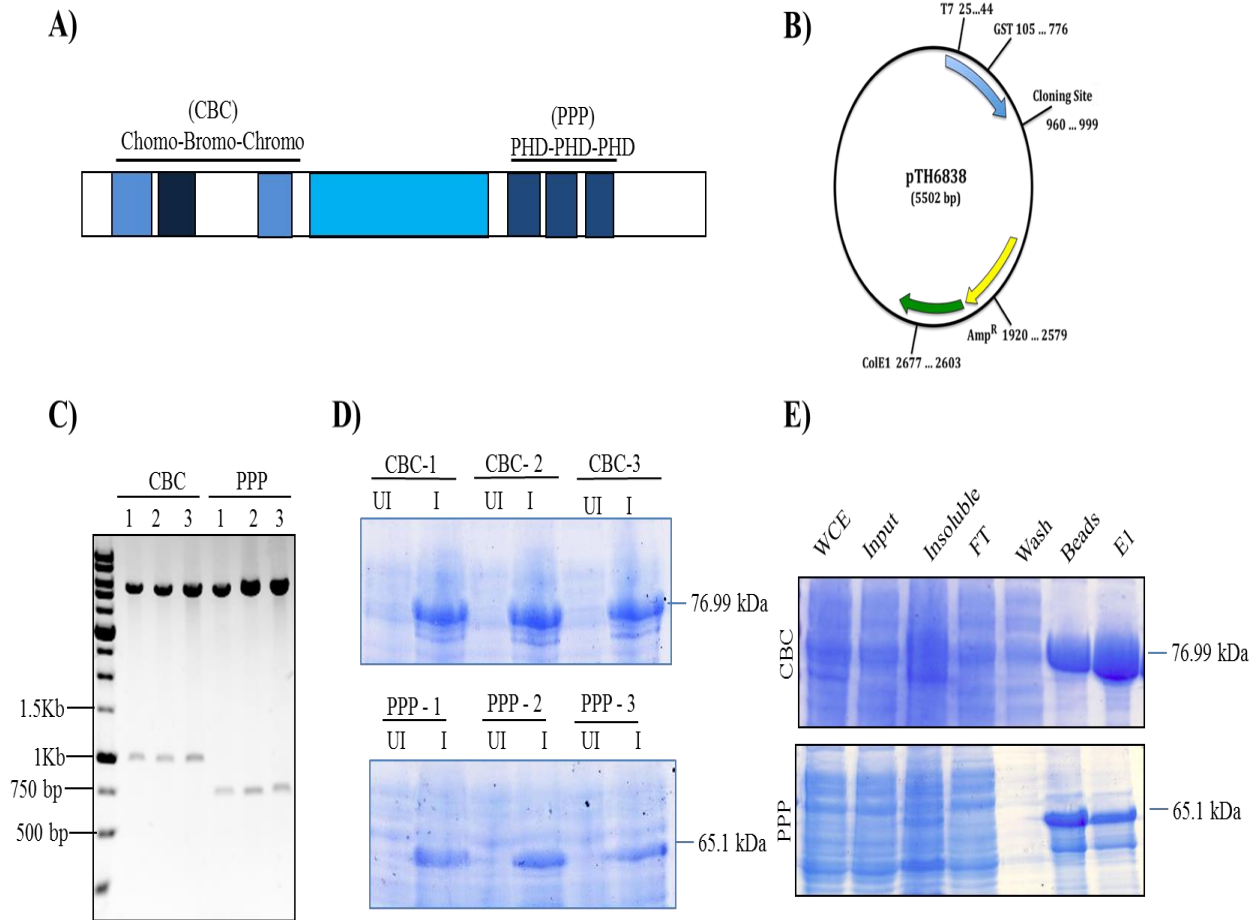 A)
(CBC)
Chomo-Bromo-Chromo
(PPP)
PHD-PHD-PHD
B)
T7 25...44
GST 105 ... 776
Cloning Site
960 ... 999
pTH6838
(5502 bp)
AmpR 1920 ... 2579
ColE1 2677 ... 2603
C)
CBC PPP
1 2 3 1 2 3
1.5Kb
1Kb
750 bp
500 bp
D)
CBC-1 CBC- 2 CBC-3
UI I UI I UI I
76.99 kDa
PPP - 1 PPP - 2 PPP - 3
UI I UI I UI I
65.1 kDa
E)
WCE Input Insoluble FT Wash Beads E1
CBC
76.99 kDa
PPP
65.1 kDa